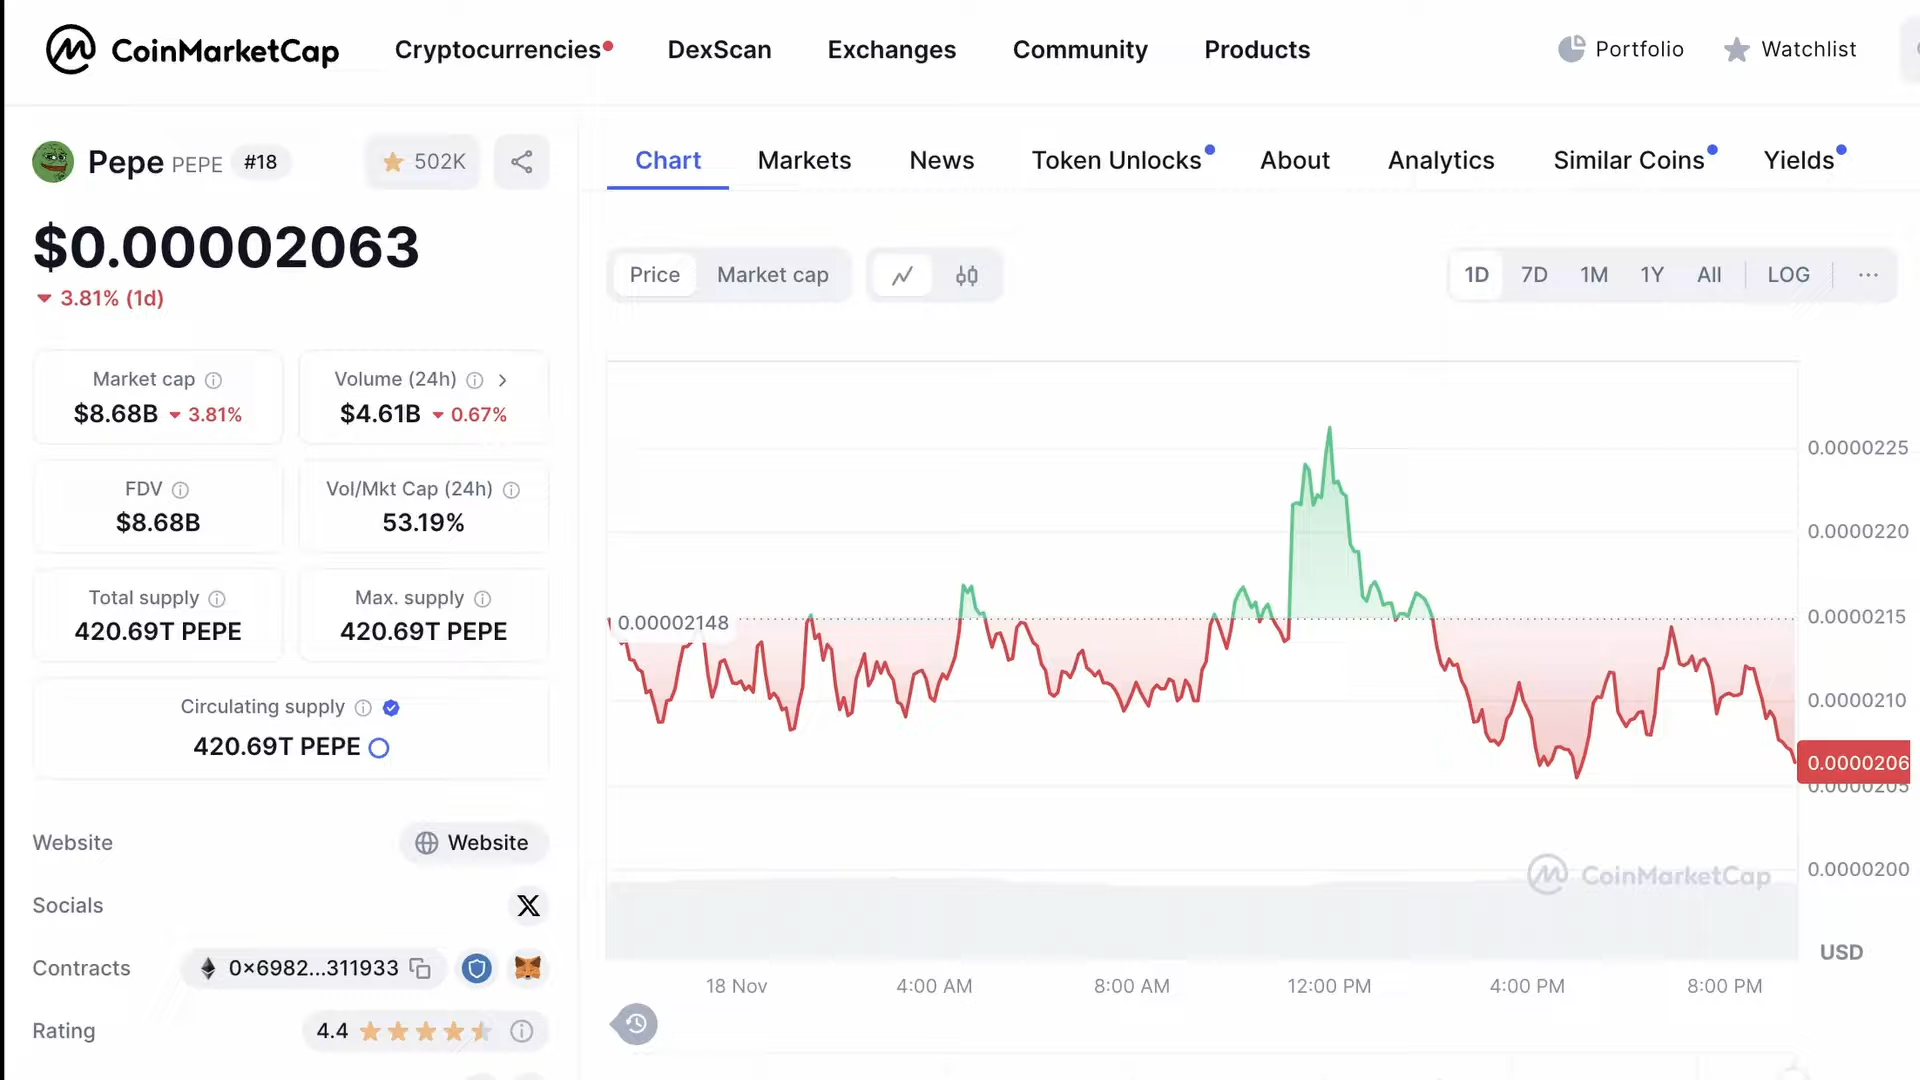 CoinMarketCap Cryptocurrencies DexScan Exchanges Community Products Portfolio Watchlist
Pepe PEPE #18 502K
$0.00002063
3.81% (1d)
Market cap
$8.68B 3.81%
Volume (24h)
$4.61B 0.67%
FDV
$8.68B
Vol/Mkt Cap (24h)
53.19%
Total supply
420.69T PEPE
Max. supply
420.69T PEPE
Circulating supply
420.69T PEPE
Website Website
Socials
Contracts 0x6982...311933
Rating 4.4
Chart Markets News Token Unlocks About Analytics Similar Coins Yields
Price Market cap
1D 7D 1M 1Y All LOG ...
0.0000225
0.0000220
0.00002148
0.0000215
0.0000210
0.0000206
0.0000205
0.0000200
CoinMarketCap
USD
18 Nov 4:00 AM 8:00 AM 12:00 PM 4:00 PM 8:00 PM